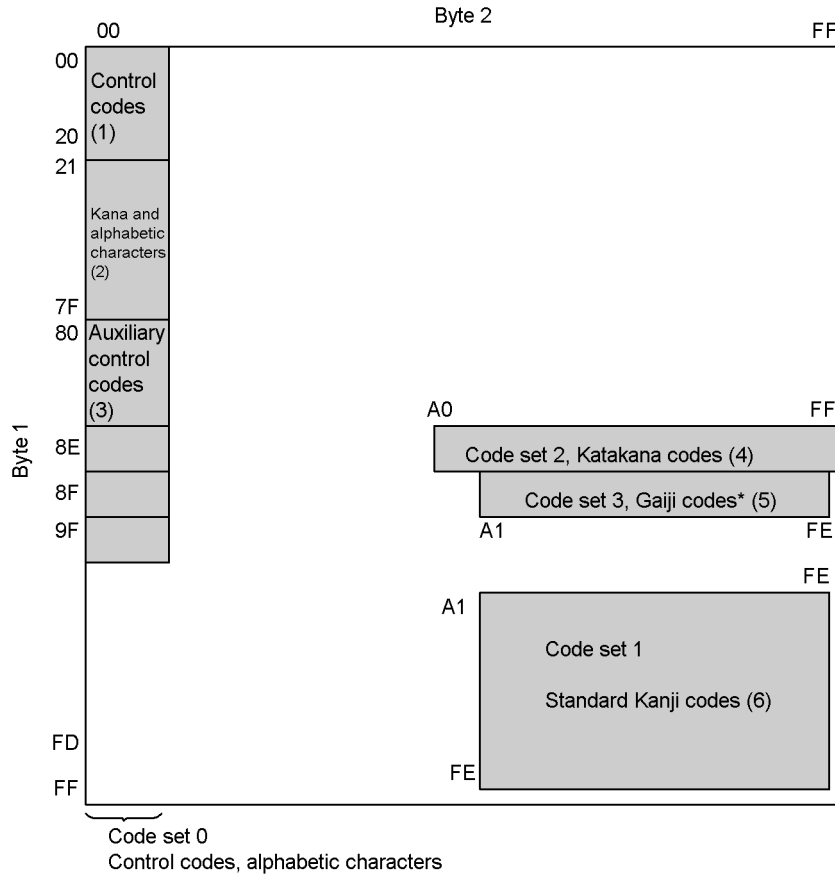 Byte 2
00
FF
00
Control
codes
(1)
20
21
Kana and
alphabetic
characters
(2)
7F
80
Auxiliary
control
codes
(3)
A0
FF
8E
Code set 2, Katakana codes (4)
Byte 1
8F
Code set 3, Gaiji codes* (5)
9F
A1
FE
FE
A1
Code set 1
Standard Kanji codes (6)
FD
FE
FF
Code set 0
Control codes, alphabetic characters